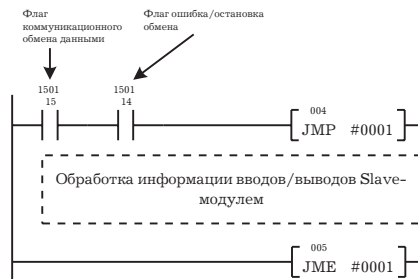 Флаг
коммуникационного
обмена данными
Флаг ошибка/остановка
обмена
1501
15
1501
14
004
JMP #0001
Обработка информации вводов/выводов Slave-
модулем
005
JME #0001